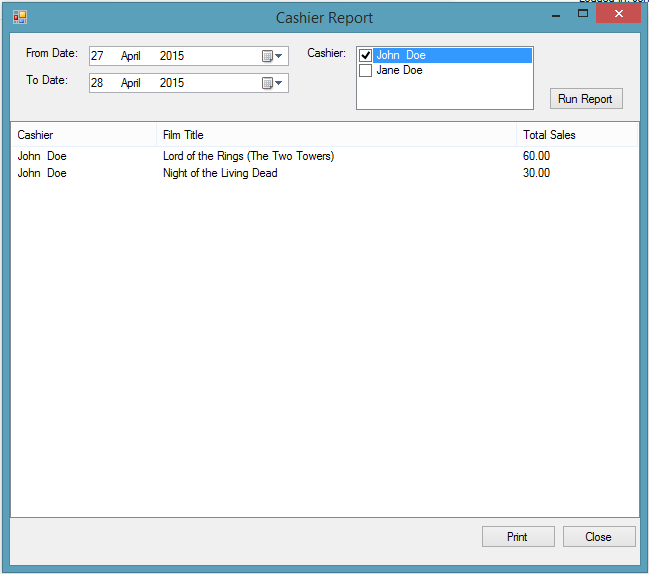 Cashier Report
From Date: 27 April 2015 Cashier: John Doe
Jane Doe
To Date: 28 April 2015
Run Report
Cashier Film Title Total Sales
John Doe Lord of the Rings (The Two Towers) 60.00
John Doe Night of the Living Dead 30.00
Print Close